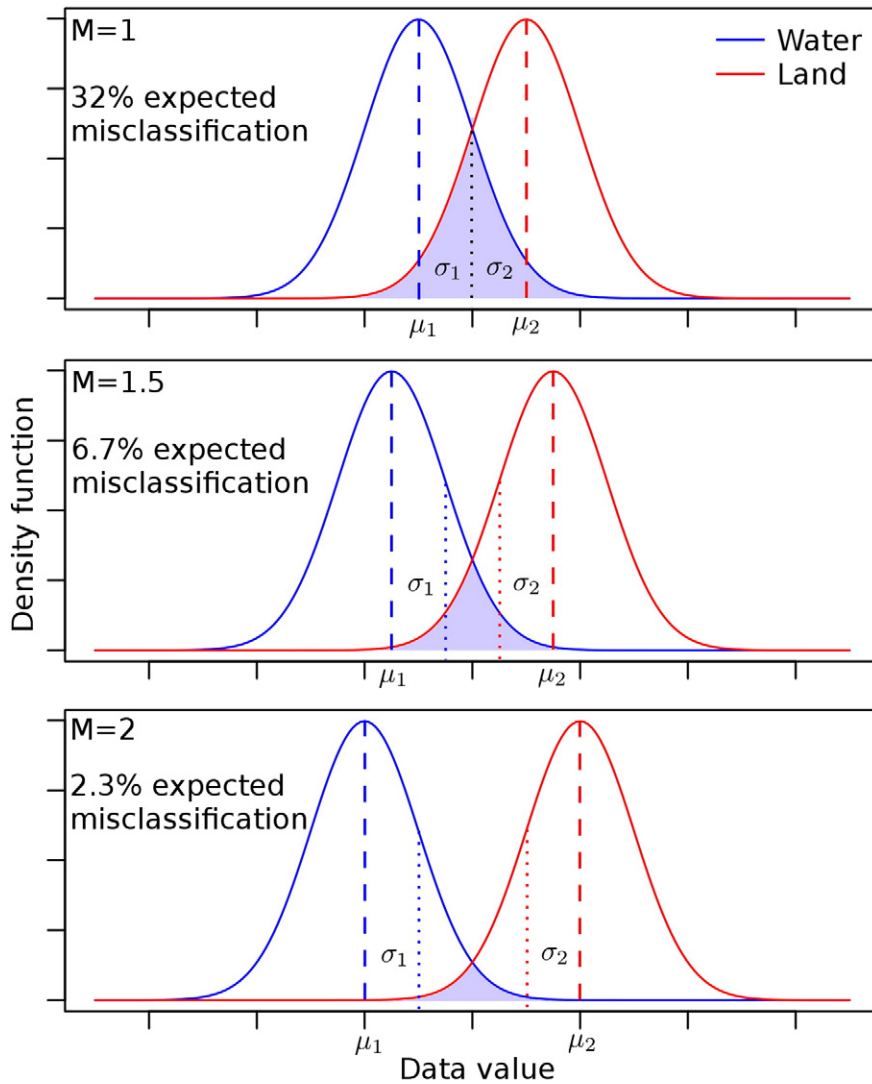 M=1
Water
Land
32% expected
misclassification
σ1 σ2
μ1 μ2
M=1.5
6.7% expected
misclassification
σ1 σ2
μ1 μ2
Density function
M=2
2.3% expected
misclassification
σ1 σ2
μ1 μ2
Data value